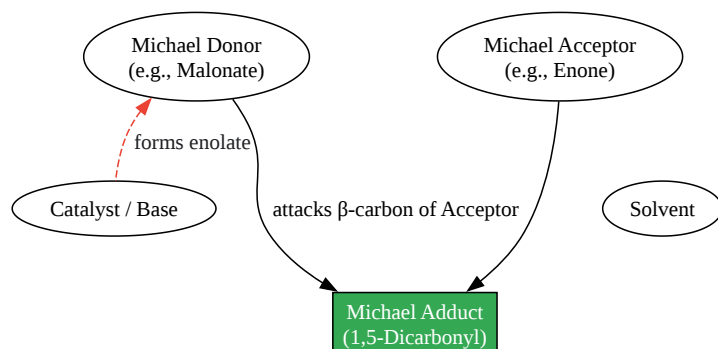 Michael Donor
(e.g., Malonate)
Michael Acceptor
(e.g., Enone)
forms enolate
Catalyst / Base
attacks β-carbon of Acceptor
Solvent
Michael Adduct
(1,5-Dicarbonyl)